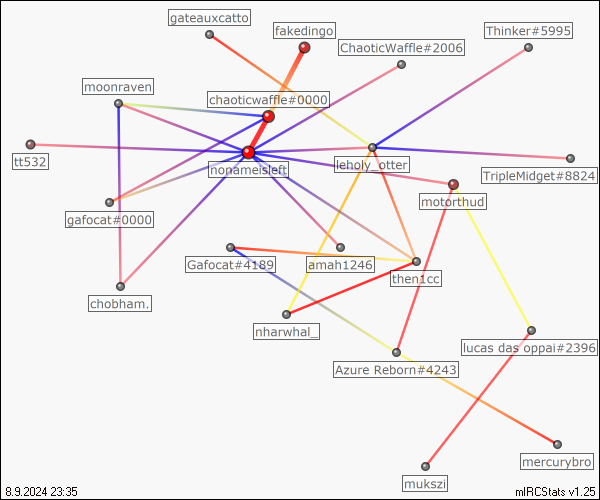 gateauxcatto
fakedingo
ChaoticWaffle#2006
Thinker#5995
moonraven
chaoticwaffle#0000
tt532
nonameisleft
leholy_otter
TripleMidget#8824
gafocat#0000
motorthud
Gafocat#4189
amah1246
then1cc
chobham.
nharwhal_
lucas das oppai#2396
Azure Reborn#4243
mercurybro
mukszi
8.9.2024 23:35
mIRCStats v1.25